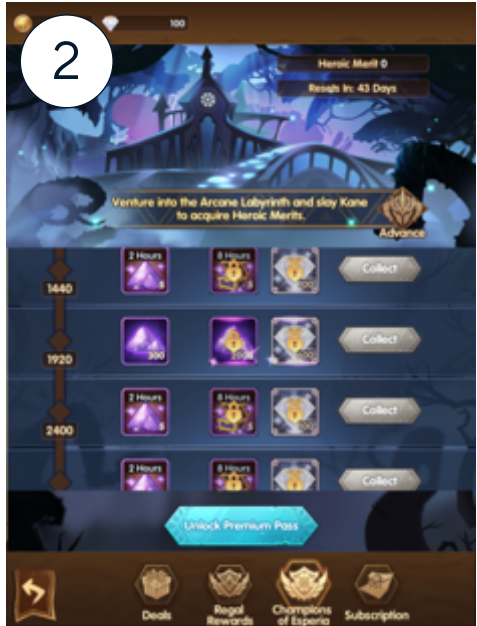 100
2
Heroic Merit 0
Resets In: 43 Days
Venture into the Arcane Labyrinth and slay Kane
to acquire Heroic Merits.
Advance
2 Hours
5
8 Hours
Collect
1440
300
Collect
1920
2 Hours
5
8 Hours
Collect
2400
2 Hours
8 Hours
Collect
Unlock Premium Pass
Deals
Regal
Rewards
Champions
of Esperia
Subscription